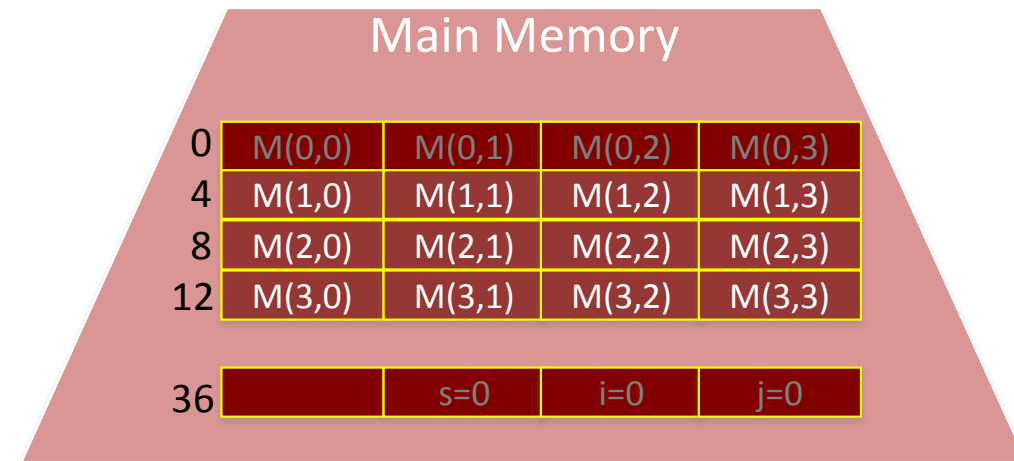 Main Memory
0 M(0,0) M(0,1) M(0,2) M(0,3)
4 M(1,0) M(1,1) M(1,2) M(1,3)
8 M(2,0) M(2,1) M(2,2) M(2,3)
12 M(3,0) M(3,1) M(3,2) M(3,3)
36 s=0 i=0 j=0